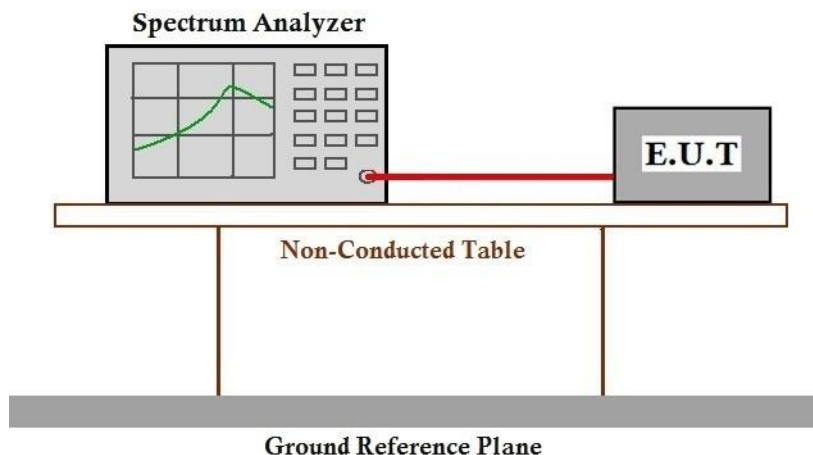 Spectrum Analyzer
E.U.T
Non-Conducted Table
Ground Reference Plane